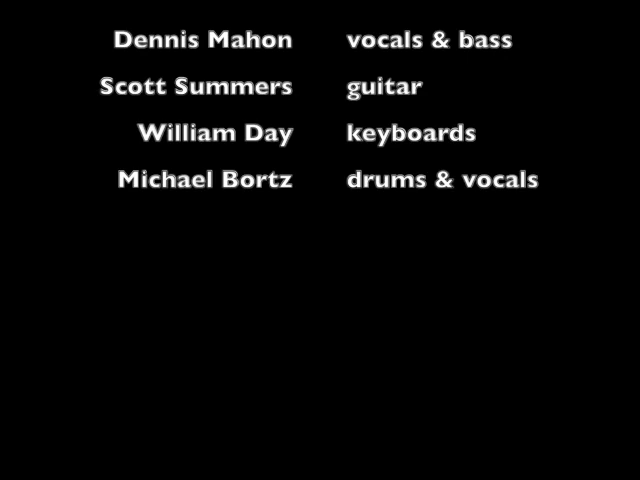 Dennis Mahon vocals & bass
Scott Summers guitar
William Day keyboards
Michael Bortz drums & vocals